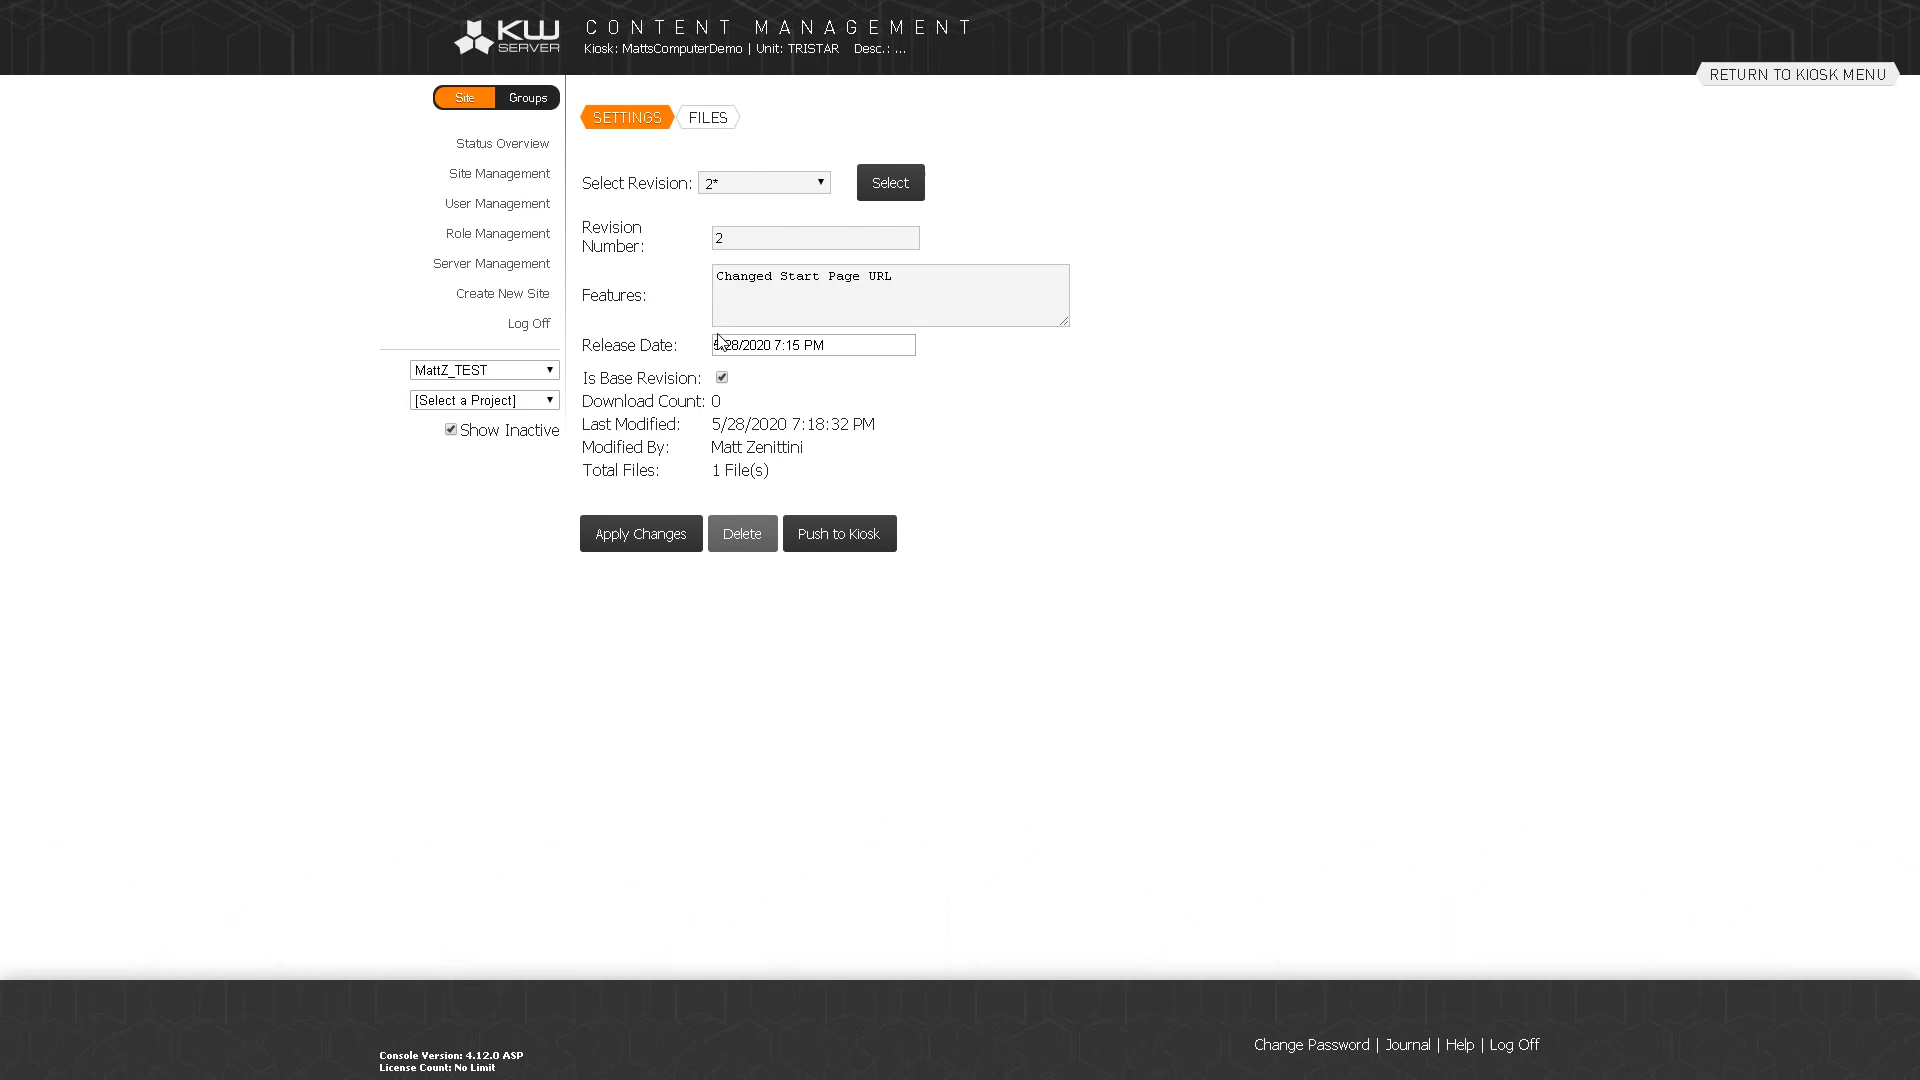 KW SERVER
CONTENT MANAGEMENT
Kiosk: MattsComputerDemo | Unit: TRISTAR Desc.: ...
RETURN TO KIOSK MENU
Site Groups
Status Overview
Site Management
User Management
Role Management
Server Management
Create New Site
Log Off
MattZ_TEST
[Select a Project]
Show Inactive
SETTINGS FILES
Select Revision: 2* Select
Revision Number: 2
Features: Changed Start Page URL
Release Date: 5/28/2020 7:15 PM
Is Base Revision:
Download Count: 0
Last Modified: 5/28/2020 7:18:32 PM
Modified By: Matt Zenittini
Total Files: 1 File(s)
Apply Changes Delete Push to Kiosk
Console Version: 4.12.0 ASP
License Count: No Limit
Change Password | Journal | Help | Log Off